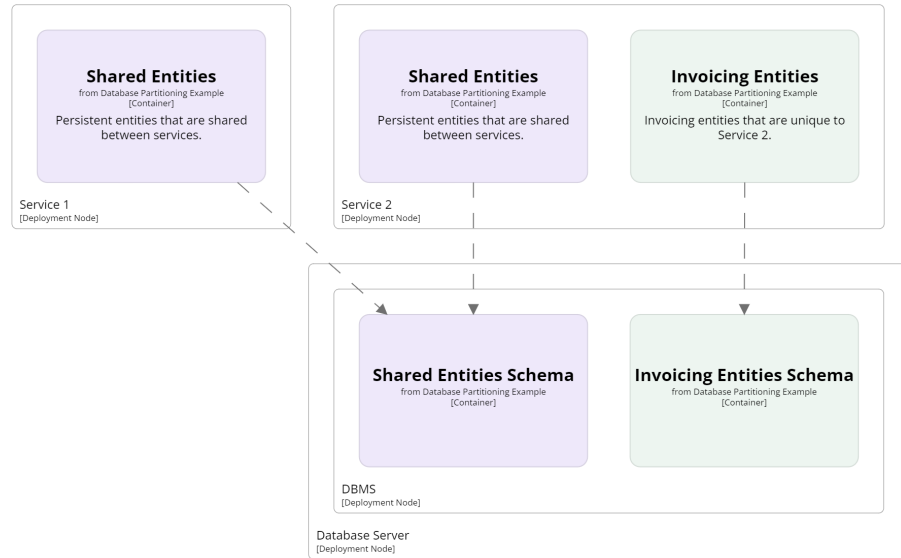 Shared Entities
from Database Partitioning Example
[Container]
Persistent entities that are shared
between services.
Service 1
[Deployment Node]
Shared Entities
from Database Partitioning Example
[Container]
Persistent entities that are shared
between services.
Invoicing Entities
from Database Partitioning Example
[Container]
Invoicing entities that are unique to
Service 2.
Service 2
[Deployment Node]
Shared Entities Schema
from Database Partitioning Example
[Container]
Invoicing Entities Schema
from Database Partitioning Example
[Container]
DBMS
[Deployment Node]
Database Server
[Deployment Node]